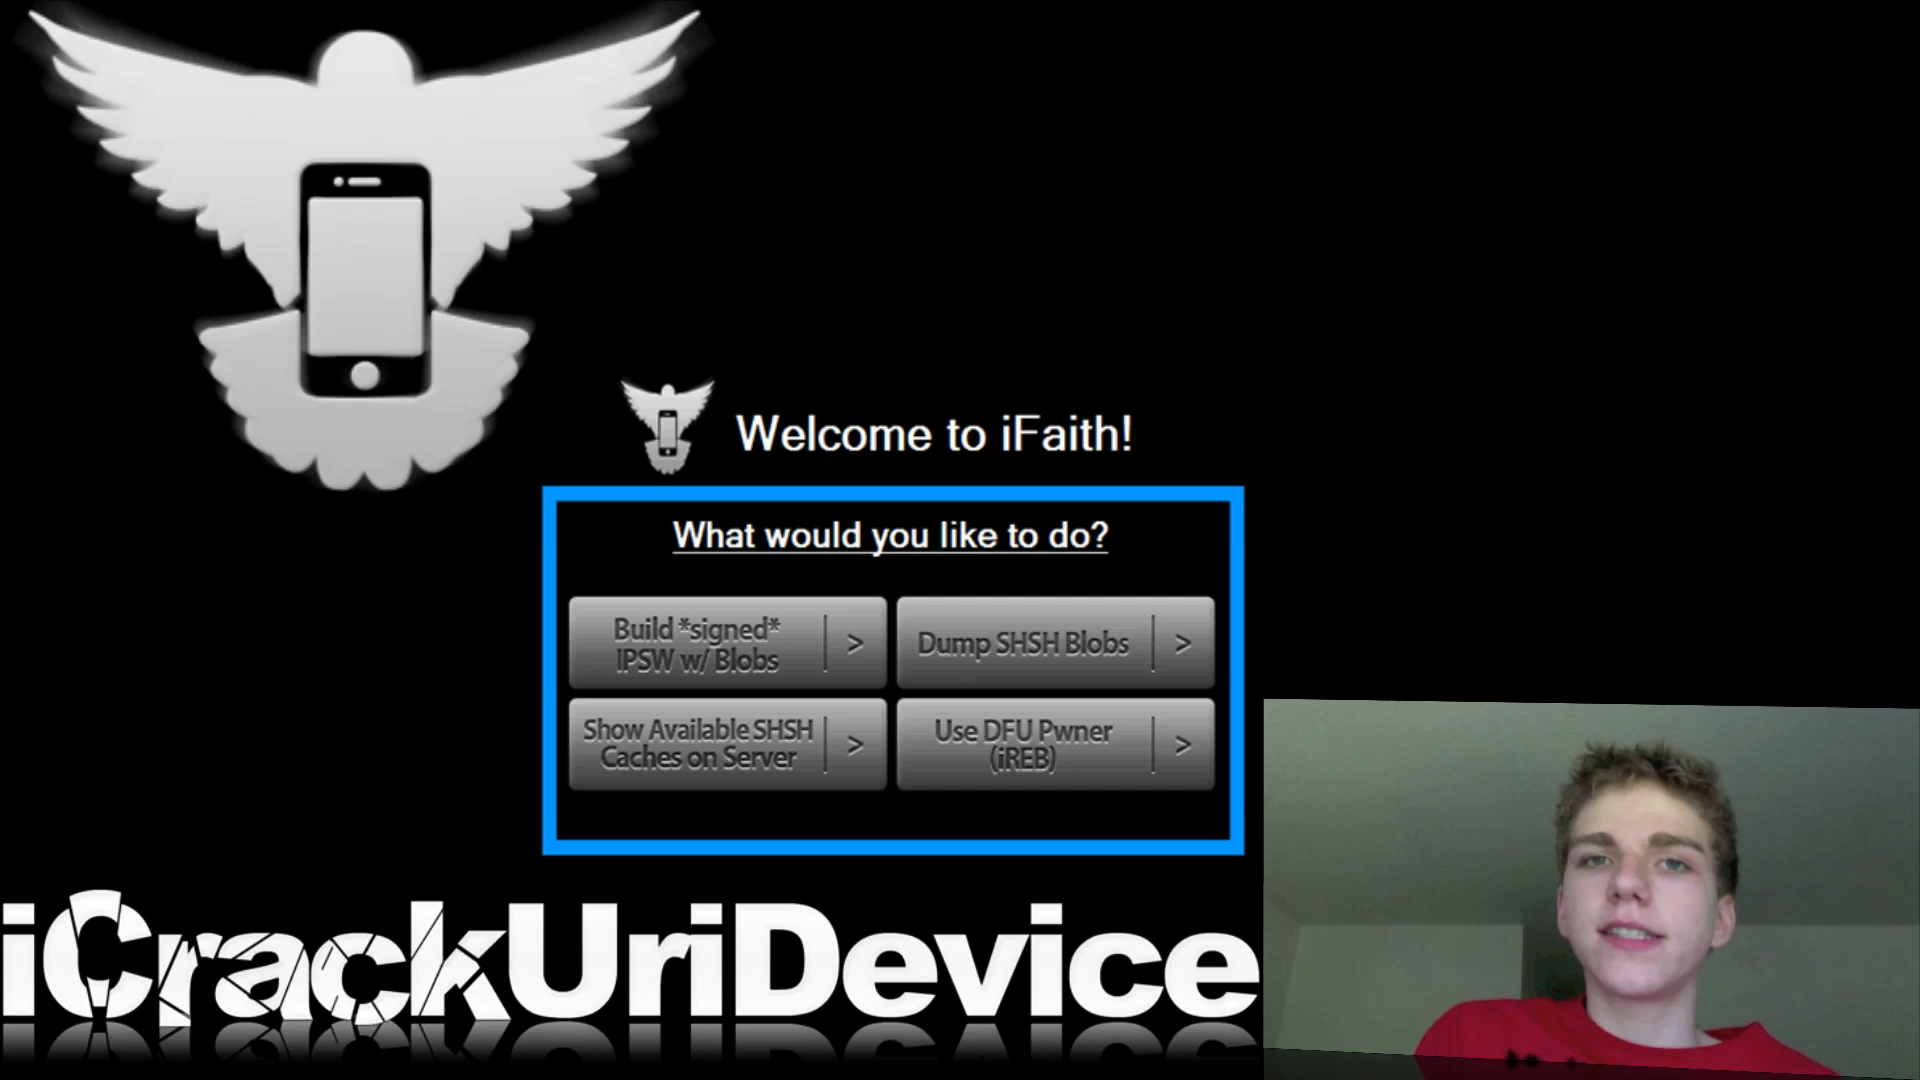 Welcome to iFaith!
What would you like to do?
Build *signed*
IPSW w/ Blobs
>
Dump SHSH Blobs
>
Show Available SHSH
Caches on Server
>
Use DFU Pwner
(iREB)
>
iCrackUriDevice